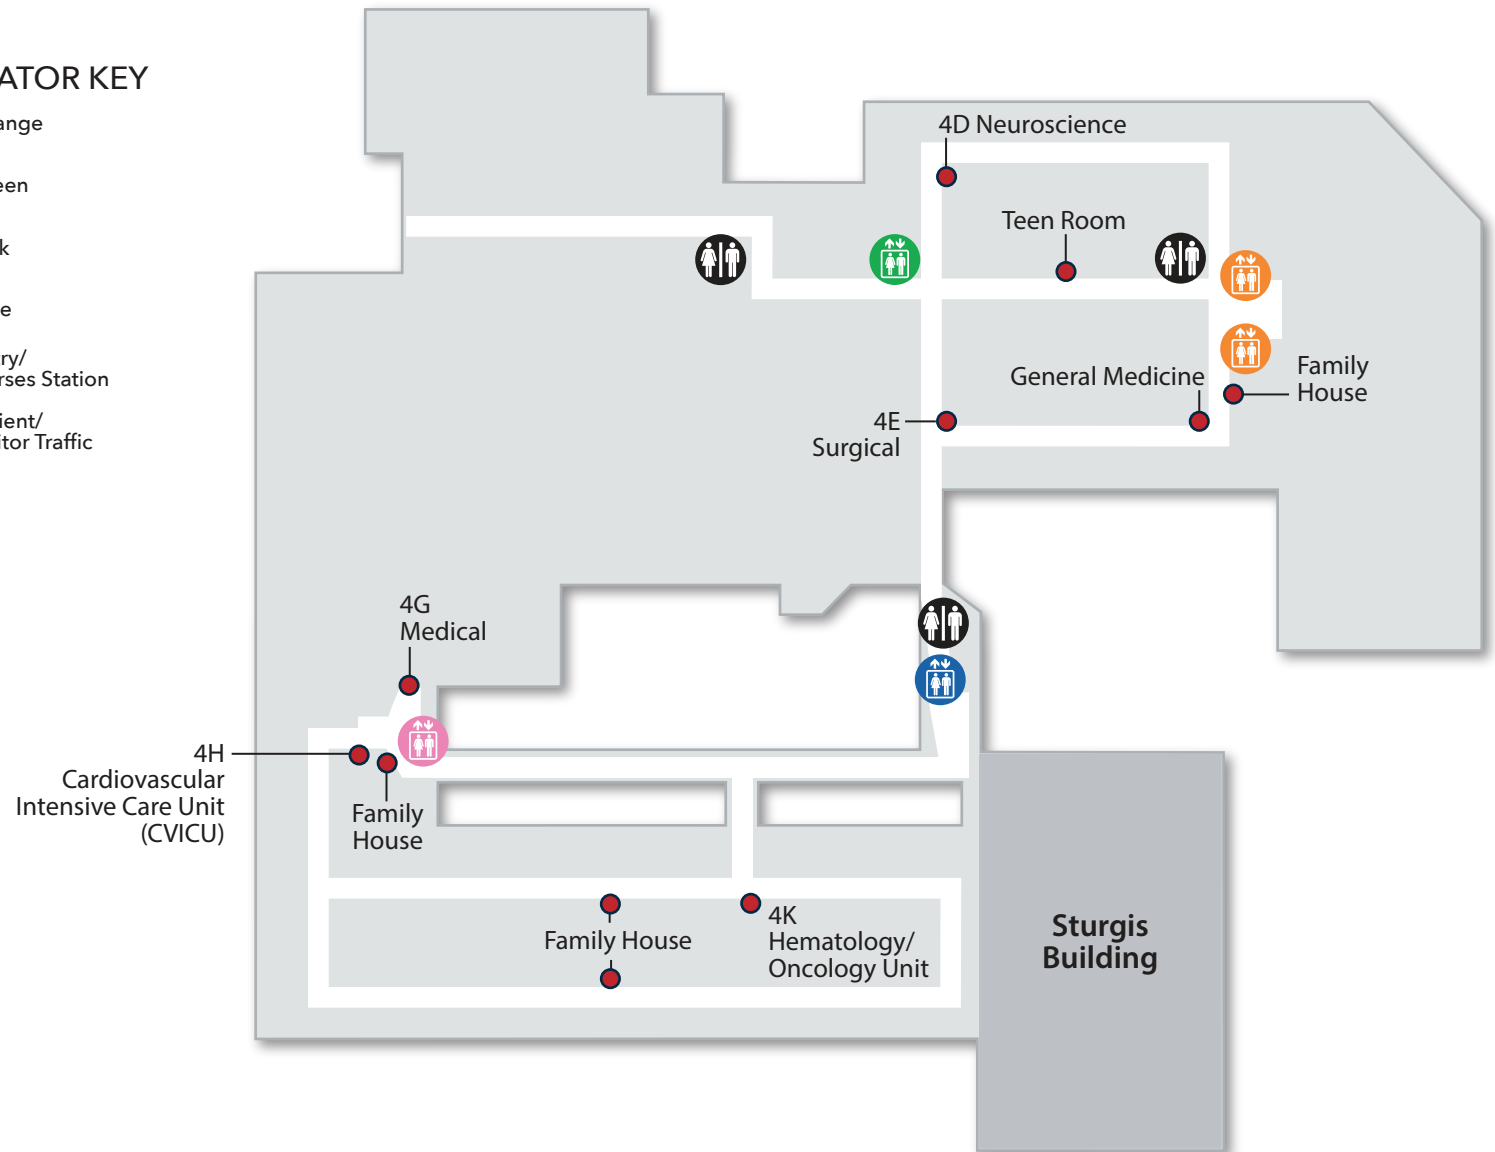 ATOR KEY
ange
een
k
e
ry/
rses Station
ient/
itor Traffic
4D Neuroscience
Teen Room
General Medicine
Family
House
4E
Surgical
4G
Medical
4H
Cardiovascular
Intensive Care Unit
(CVICU)
Family
House
Family House
4K
Hematology/
Oncology Unit
Sturgis
Building